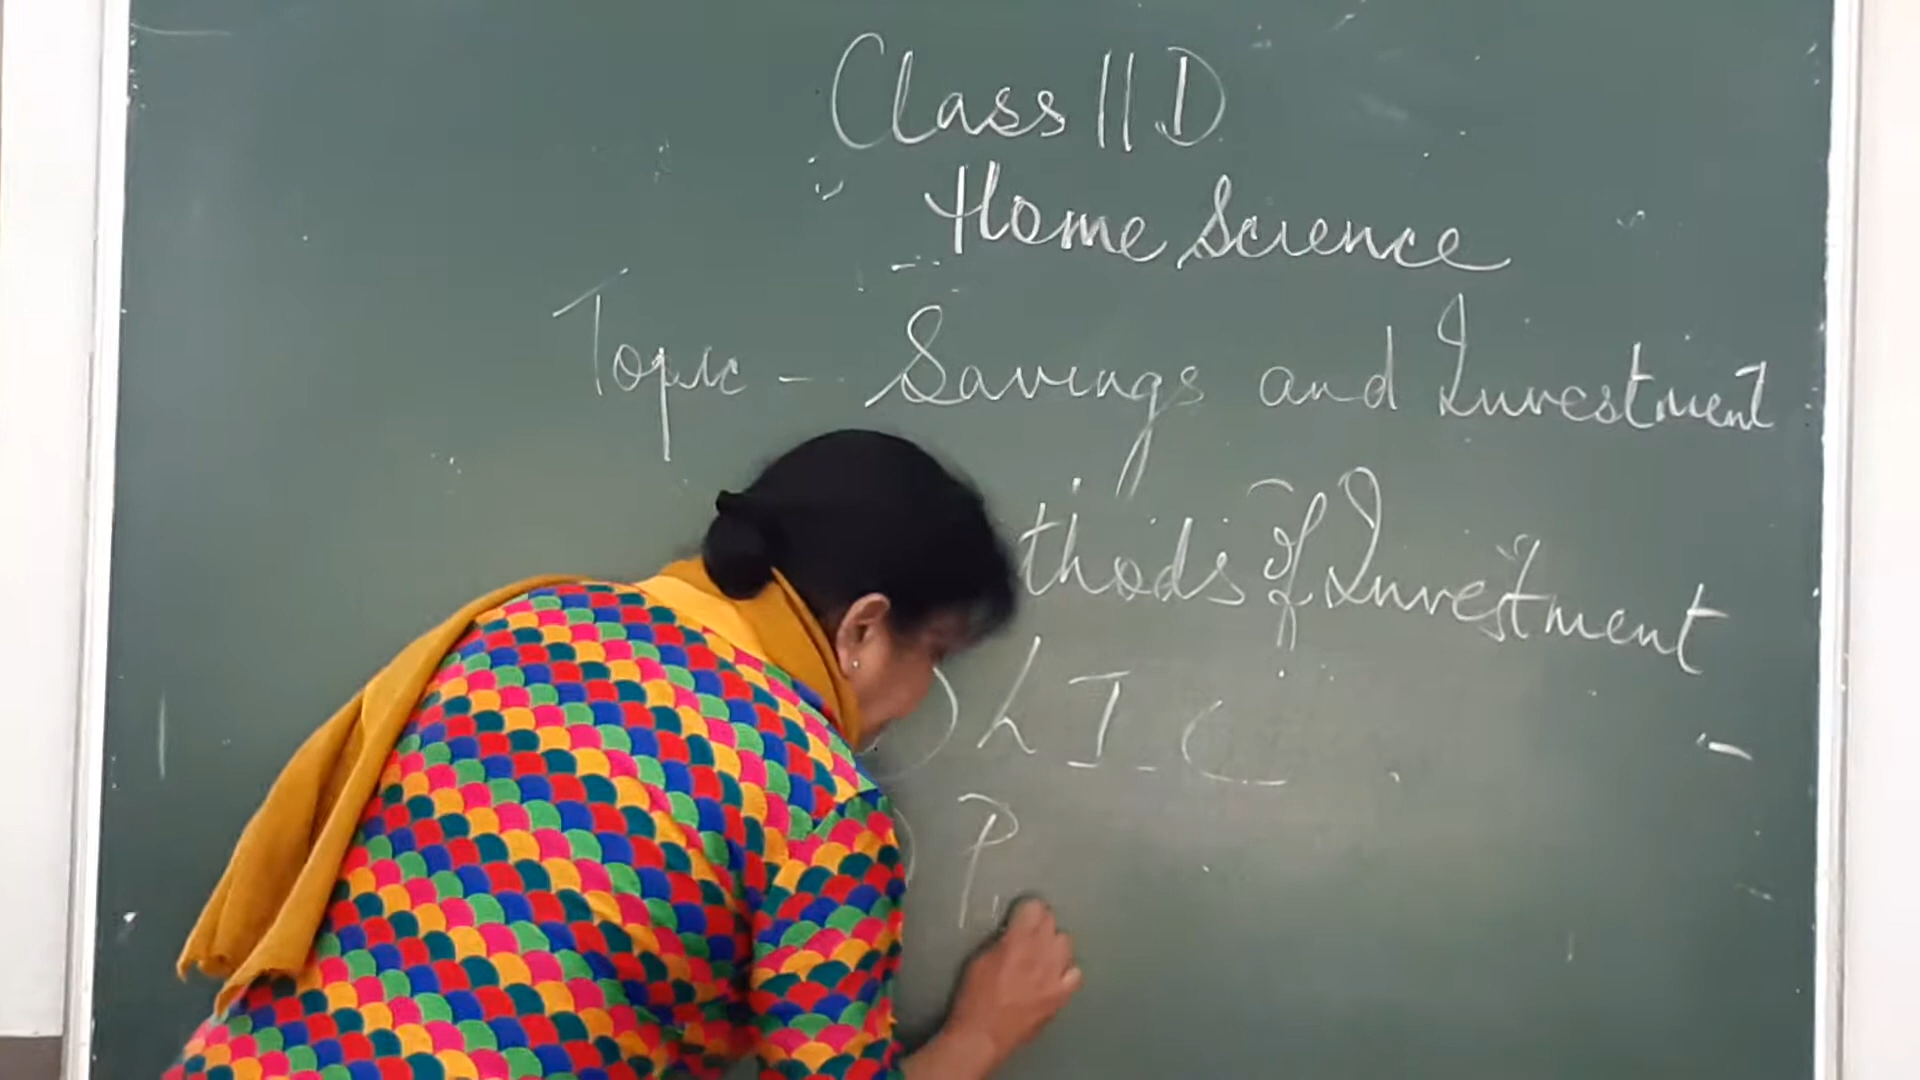 Class 11 D
Home Science
Topic - Savings and Investment
thods of Investment
L I C
P